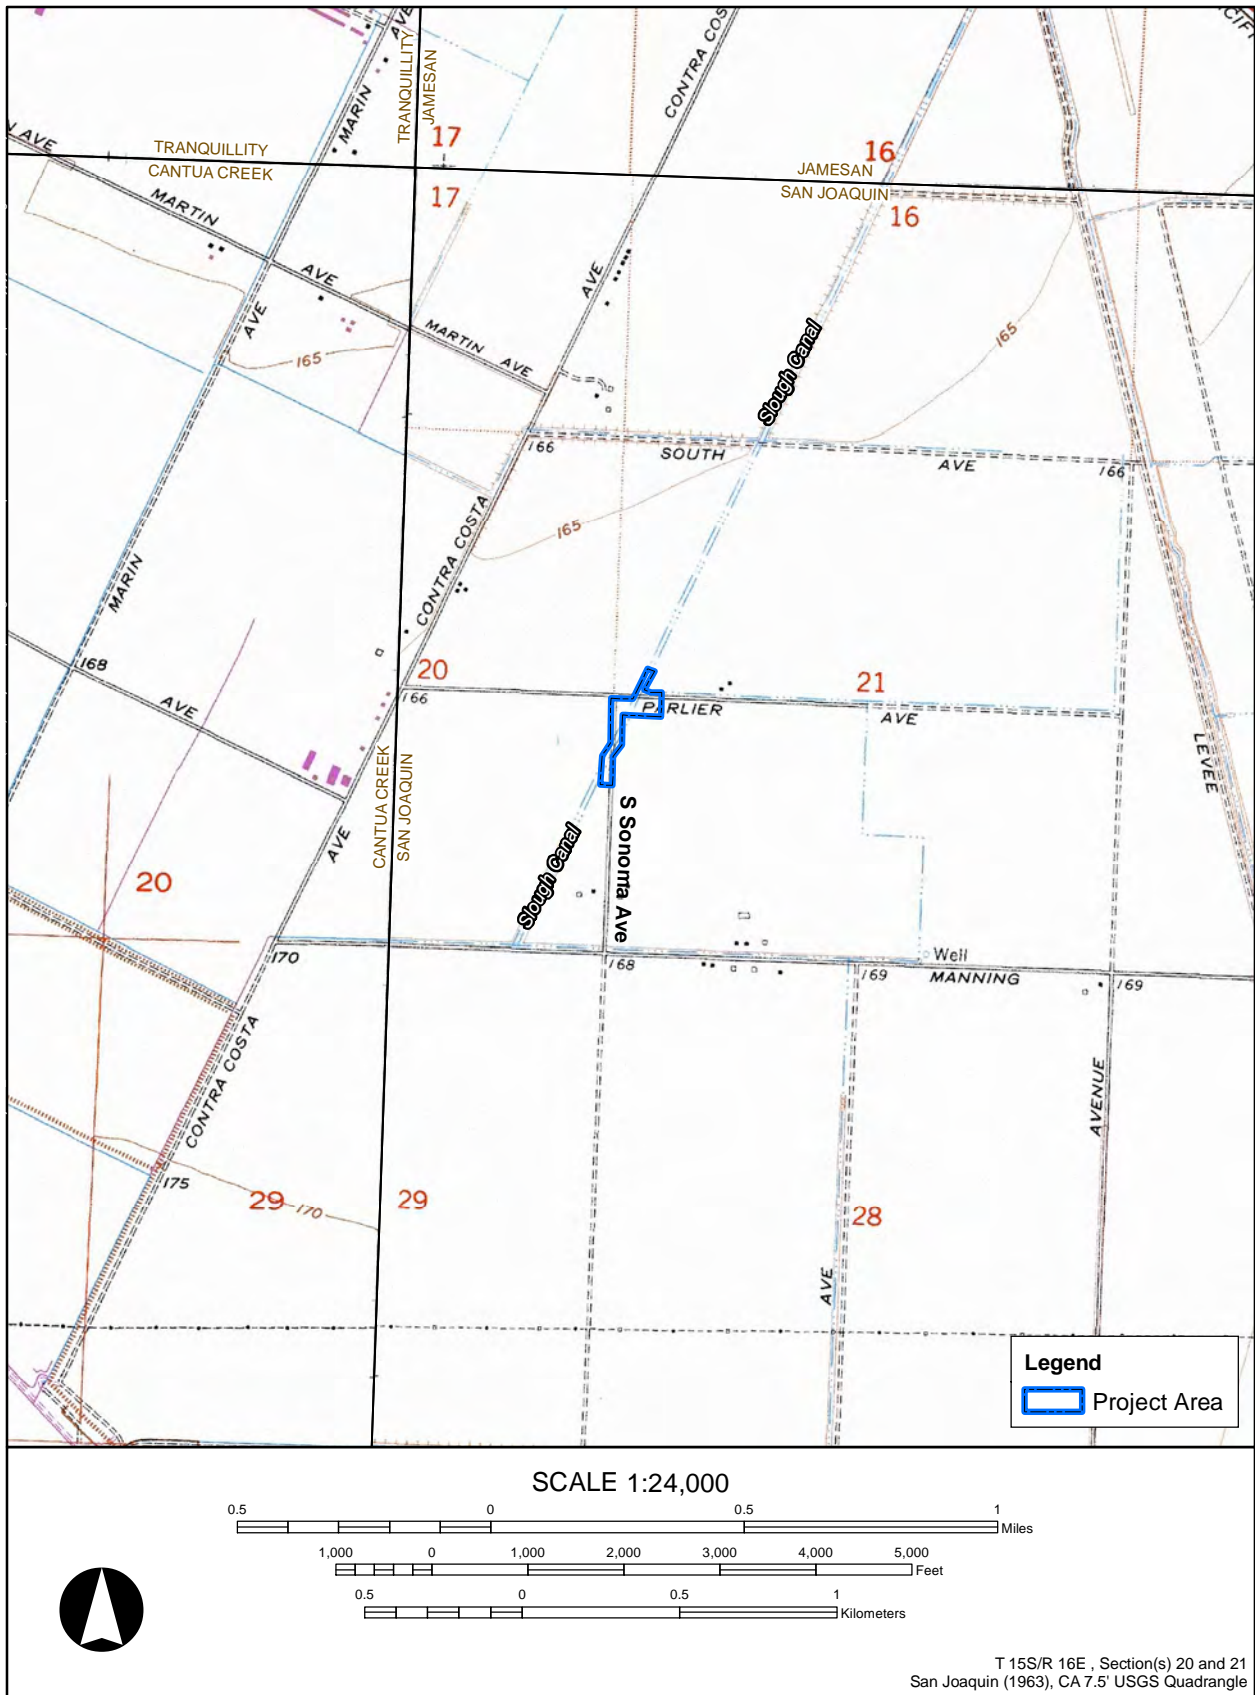 AVE
CONTRA COS
MARIN
TRANQUILLITY
JAMESAN
17
16
N AVE
TRANQUILLITY
CANTUA CREEK
JAMESAN
SAN JOAQUIN
17
16
MARTIN
AVE
AVE
AVE
MARTIN AVE
165
165
Slough Canal
166
SOUTH
AVE
166
CONTRA COSTA
165
MARIN
168
AVE
20
166
21
PARLIER
AVE
LEVEE
CANTUA CREEK
SAN JOAQUIN
S Sonoma Ave
AVE
20
Slough Canal
170
168
Well
169
MANNING
169
CONTRA COSTA
AVENUE
175
29
170
29
28
AVE
Legend
Project Area
SCALE 1:24,000
0.5 0 0.5 1
Miles
1,000 0 1,000 2,000 3,000 4,000 5,000
Feet
0.5 0 0.5 1
Kilometers
T 15S/R 16E , Section(s) 20 and 21
San Joaquin (1963), CA 7.5' USGS Quadrangle